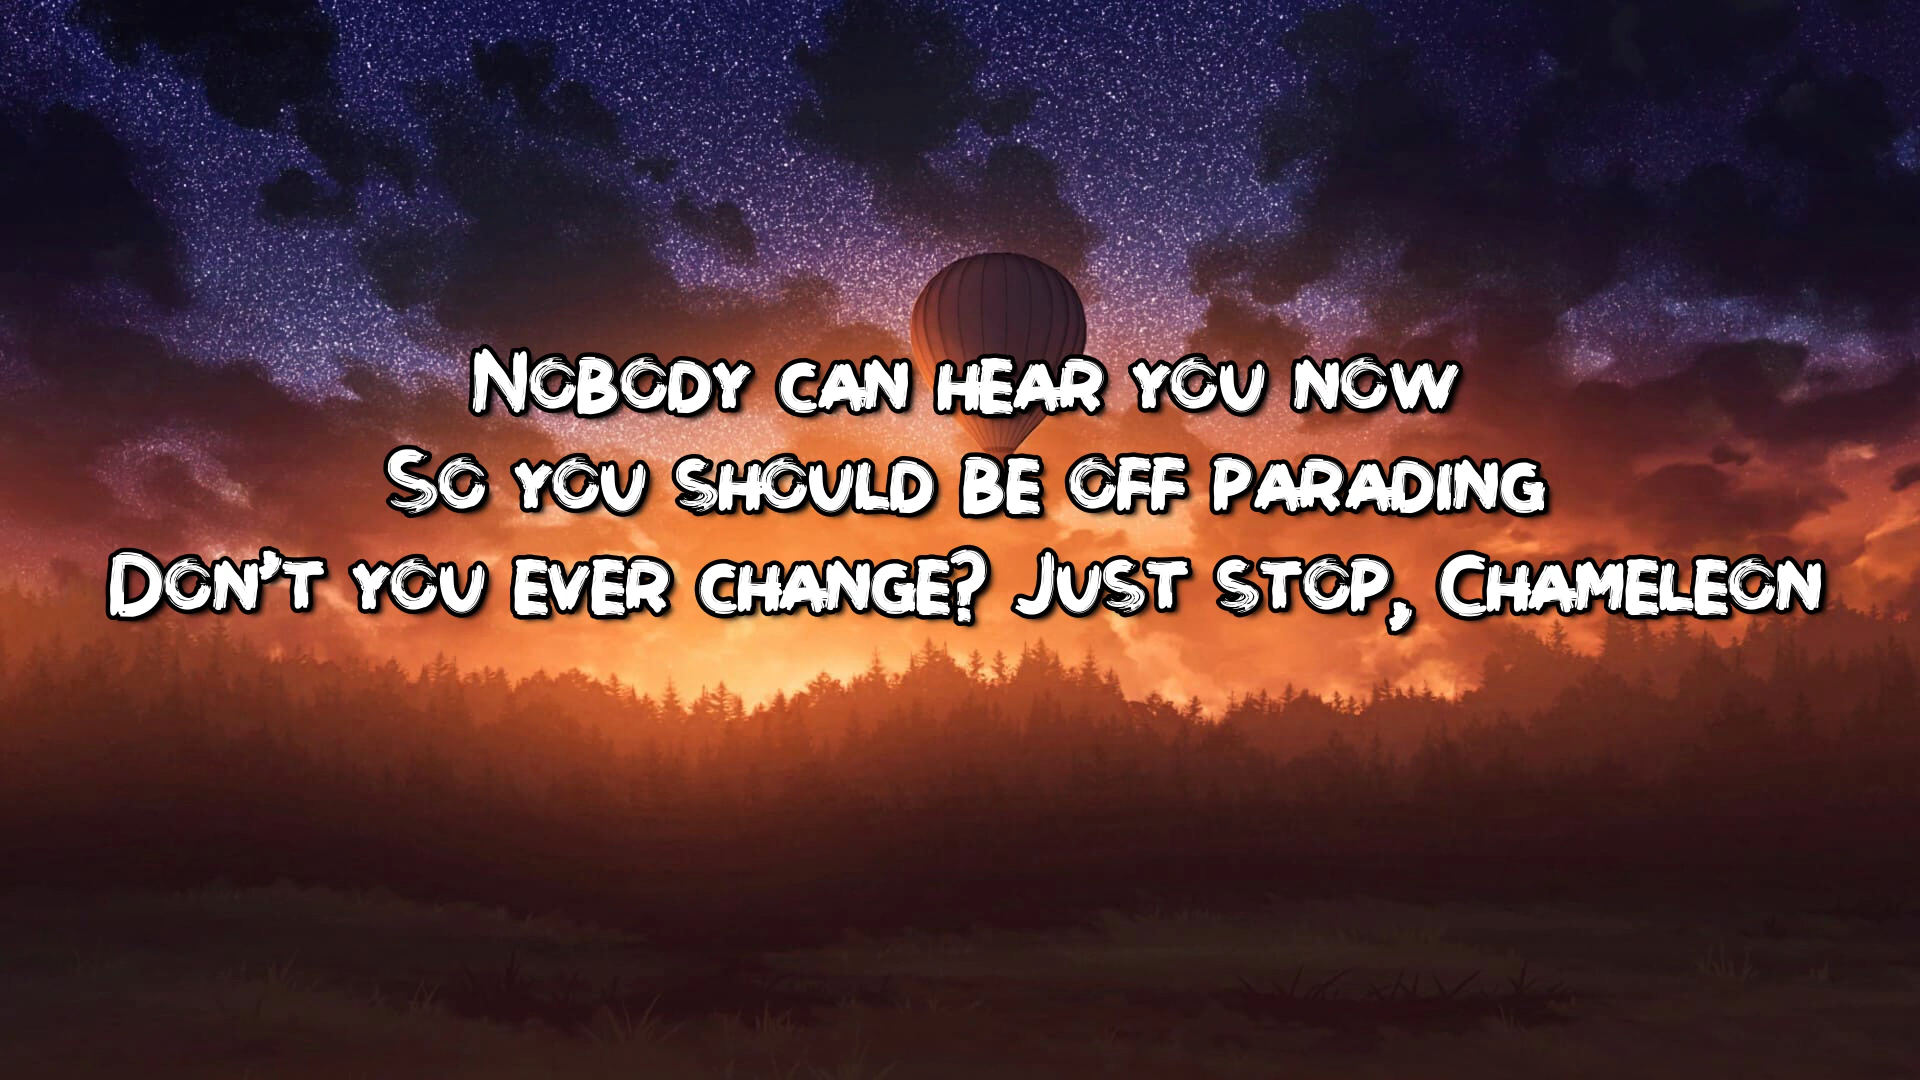 Nobody can hear you now
So you should be off parading
Don't you ever change? Just stop, Chameleon